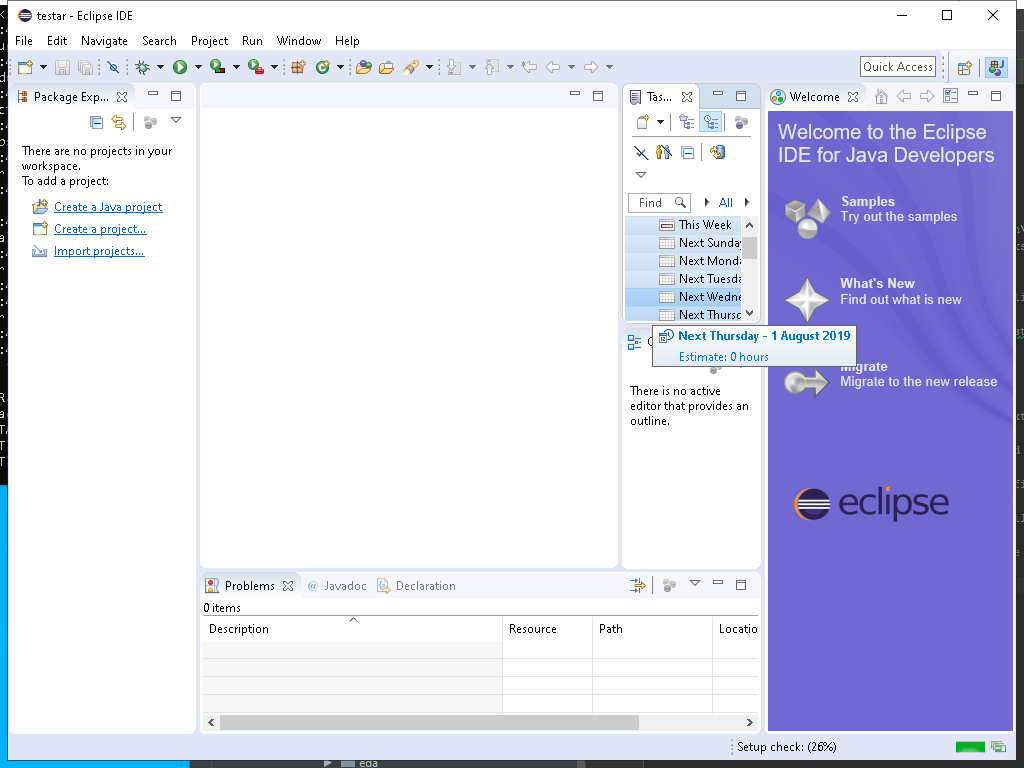 testar - Eclipse IDE
File Edit Navigate Search Project Run Window Help
Quick Access
Package Exp...
There are no projects in your
workspace.
To add a project:
Create a Java project
Create a project...
Import projects...
Tas...
Find
All
This Week
Next Sunday
Next Monda
Next Tuesda
Next Wedne
Next Thursd
Next Thursday - 1 August 2019
Estimate: 0 hours
There is no active
editor that provides an
outline.
Welcome
Welcome to the Eclipse
IDE for Java Developers
Samples
Try out the samples
What's New
Find out what is new
Migrate
Migrate to the new release
eclipse
Problems
@ Javadoc
Declaration
0 items
Description Resource Path Locatio
Setup check: (26%)
eda